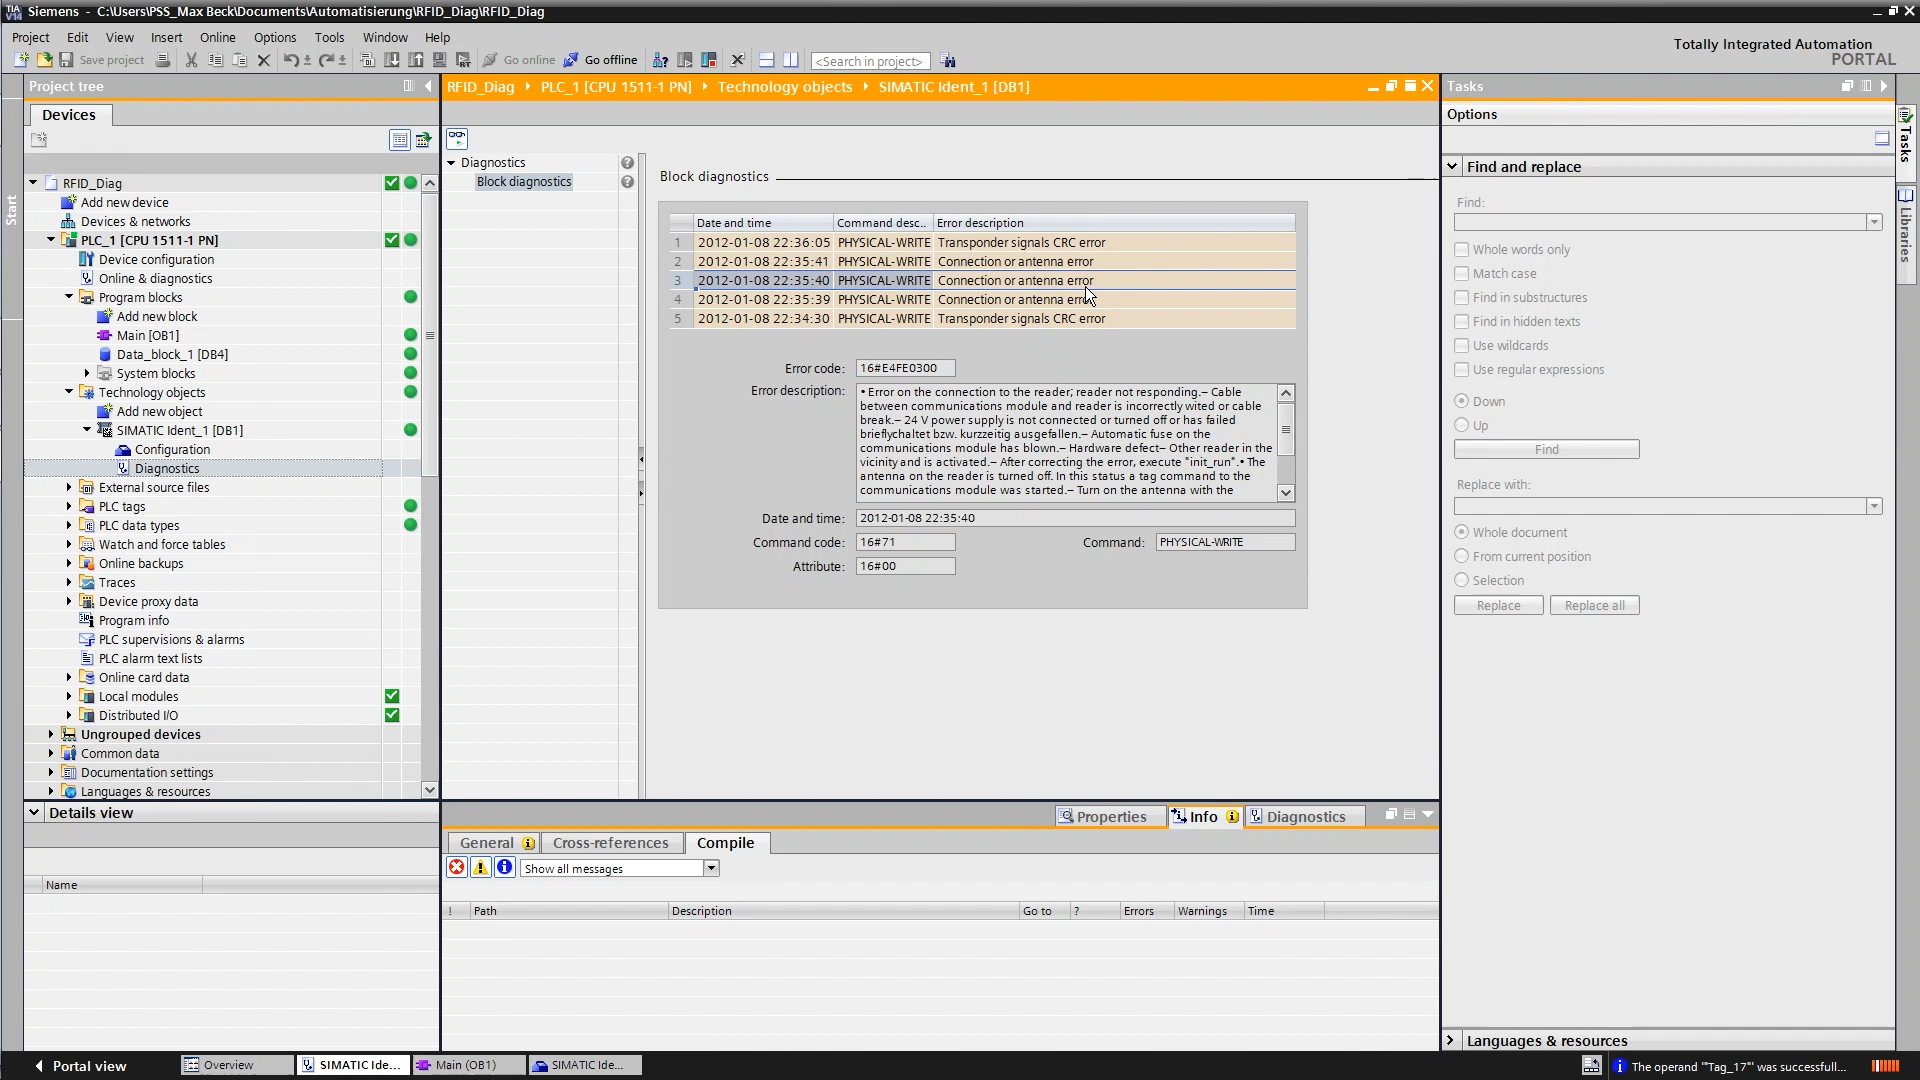 Siemens - C:\Users\PSS_Max Beck\Documents\Automatisierung\RFID_Diag\RFID_Diag
TIA
V14
Project Edit View Insert Online Options Tools Window Help
Totally Integrated Automation
PORTAL
Save project
Go online
Go offline
<Search in project>
Start
Project tree
Devices
RFID_Diag
Add new device
Devices & networks
PLC_1 [CPU 1511-1 PN]
Device configuration
Online & diagnostics
Program blocks
Add new block
Main [OB1]
Data_block_1 [DB4]
System blocks
Technology objects
Add new object
SIMATIC Ident_1 [DB1]
Configuration
Diagnostics
External source files
PLC tags
PLC data types
Watch and force tables
Online backups
Traces
Device proxy data
Program info
PLC supervisions & alarms
PLC alarm text lists
Online card data
Local modules
Distributed I/O
Ungrouped devices
Common data
Documentation settings
Languages & resources
Details view
Name
RFID_Diag PLC_1 [CPU 1511-1 PN] Technology objects SIMATIC Ident_1 [DB1]
Diagnostics
Block diagnostics
Block diagnostics
Date and time Command desc.. Error description
1 2012-01-08 22:36:05 PHYSICAL-WRITE Transponder signals CRC error
2 2012-01-08 22:35:41 PHYSICAL-WRITE Connection or antenna error
3 2012-01-08 22:35:40 PHYSICAL-WRITE Connection or antenna error
4 2012-01-08 22:35:39 PHYSICAL-WRITE Connection or antenna error
5 2012-01-08 22:34:30 PHYSICAL-WRITE Transponder signals CRC error
Error code: 16#E4FE0300
Error description: • Error on the connection to the reader; reader not responding.– Cable
between communications module and reader is incorrectly wited or cable
break.– 24 V power supply is not connected or turned off or has failed
brieflychaltet bzw. kurzzeitig ausgefallen.– Automatic fuse on the
communications module has blown.– Hardware defect– Other reader in the
vicinity and is activated.– After correcting the error, execute "init_run".• The
antenna on the reader is turned off. In this status a tag command to the
communications module was started.– Turn on the antenna with the
Date and time: 2012-01-08 22:35:40
Command code: 16#71 Command: PHYSICAL-WRITE
Attribute: 16#00
Properties Info Diagnostics
General Cross-references Compile
Show all messages
! Path Description Go to ? Errors Warnings Time
Tasks
Options
Find and replace
Find:
Whole words only
Match case
Find in substructures
Find in hidden texts
Use wildcards
Use regular expressions
Down
Up
Find
Replace with:
Whole document
From current position
Selection
Replace Replace all
Languages & resources
Tasks
Libraries
Portal view Overview SIMATIC Ide... Main (OB1) SIMATIC Ide... The operand '"Tag_17"' was successfull...